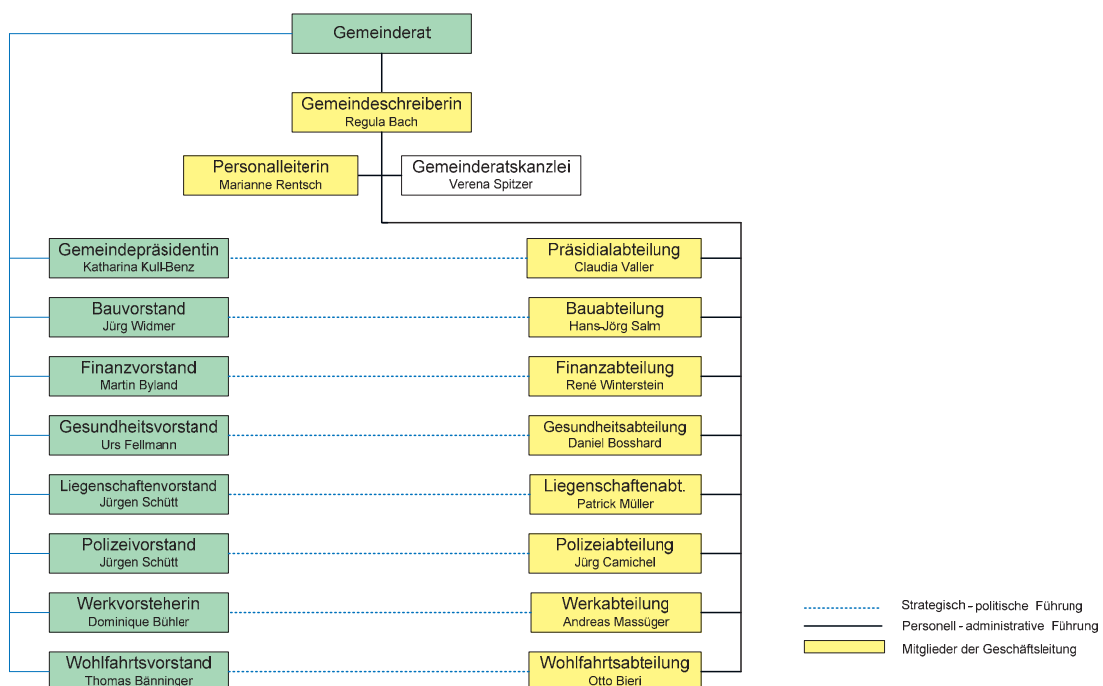 Gemeinderat
Gemeindeschreiberin
Regula Bach
Personalleiterin
Marianne Rentsch
Gemeinderatskanzlei
Verena Spitzer
Gemeindepräsidentin
Katharina Kull-Benz
Präsidialabteilung
Claudia Valler
Bauvorstand
Jürg Widmer
Bauabteilung
Hans-Jörg Salm
Finanzvorstand
Martin Byland
Finanzabteilung
René Winterstein
Gesundheitsvorstand
Urs Fellmann
Gesundheitsabteilung
Daniel Bosshard
Liegenschaftenvorstand
Jürgen Schütt
Liegenschaftenabt.
Patrick Müller
Polizeivorstand
Jürgen Schütt
Polizeiabteilung
Jürg Camichel
Werkvorsteherin
Dominique Bühler
Werkabteilung
Andreas Massüger
Wohlfahrtsvorstand
Thomas Bänninger
Wohlfahrtsabteilung
Otto Bieri
Strategisch-politische Führung
Personell-administrative Führung
Mitglieder der Geschäftsleitung